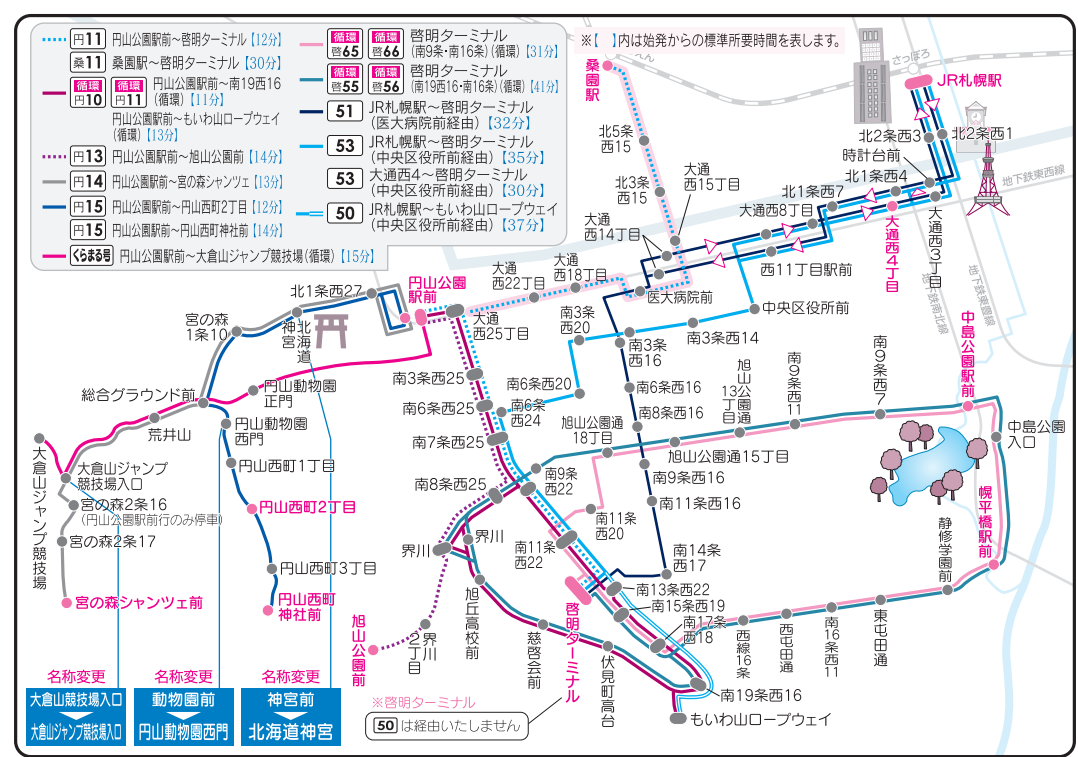 円11 円山公園駅前～啓明ターミナル【12分】
桑11 桑園駅～啓明ターミナル【30分】
循環 円10 循環 円11 円山公園駅前～南19西16
(循環)【11分】
円山公園駅前～もいわ山ロープウェイ
(循環)【13分】
円13 円山公園駅前～旭山公園前【14分】
円14 円山公園駅前～宮の森シャンツェ【13分】
円15 円山公園駅前～円山西町2丁目【12分】
円15 円山公園駅前～円山西町神社前【14分】
くらまる号 円山公園駅前～大倉山ジャンプ競技場(循環)【15分】
循環 啓65 循環 啓66 啓明ターミナル
(南9条・南16条)(循環)【31分】
循環 啓55 循環 啓56 啓明ターミナル
(南19西16・南16条)(循環)【41分】
51 JR札幌駅～啓明ターミナル
(医大病院前経由)【32分】
53 JR札幌駅～啓明ターミナル
(中央区役所前経由)【35分】
53 大通西4～啓明ターミナル
(中央区役所前経由)【30分】
50 JR札幌駅～もいわ山ロープウェイ
(中央区役所前経由)【37分】
※【 】内は始発からの標準所要時間を表します。
桑園駅
えん
さっぽろ
JR札幌駅
北2条西3
北2条西1
時計台前
北1条西4
地下鉄東西線
北5条
西15
北3条
西15
大通
西15丁目
北1条西7
大通西8丁目
大通
西14丁目
大通西4丁目
大通西3丁目
西11丁目駅前
地下鉄南北線
地下鉄東豊線
医大病院前
中央区役所前
大通
西18丁目
大通
西22丁目
円山公園
駅前
大通
西25丁目
北1条西27
宮の森
1条10
北海道
神宮
南3条
西20
南3条
西16
南3条西14
中島公園駅前
総合グラウンド前
荒井山
円山動物園
正門
円山動物園
西門
南3条西25
南6条西25
南6条
西24
南6条西20
南7条西25
南6条西16
南8条西16
旭山公園通
18丁目
旭山公園通
13丁目
南9条西11
南9条西7
旭山公園通15丁目
中島公園
入口
大倉山ジャンプ競技場
大倉山ジャンプ
競技場入口
円山西町1丁目
南8条西25
南9条
西22
南9条西16
宮の森2条16
(円山公園駅前行のみ停車)
円山西町2丁目
南11条西16
幌平橋駅前
宮の森2条17
南11条
西20
静修学園前
界川
界川
南11条
西22
南14条
西17
円山西町3丁目
宮の森シャンツェ前
円山西町
神社前
旭丘高校前
啓明ターミナル
南13条西22
南15条西19
南17条
西18
旭山公園前
界川
2丁目
慈啓会前
伏見町高台
西線16条
西屯田通
南16条西11
東屯田通
南19条西16
もいわ山ロープウェイ
※啓明ターミナル
50は経由いたしません
名称変更
大倉山競技場入口
大倉山ジャンプ競技場入口
名称変更
動物園前
円山動物園西門
名称変更
神宮前
北海道神宮